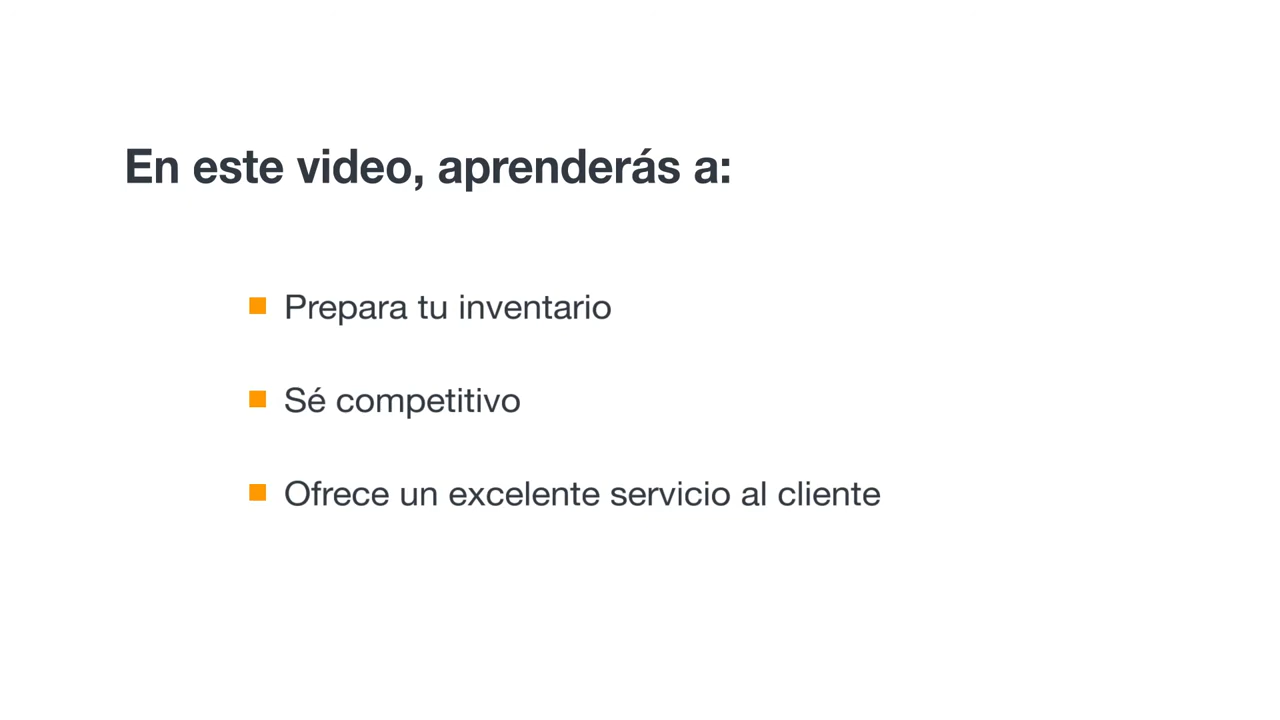 En este video, aprenderás a:
Prepara tu inventario
Sé competitivo
Ofrece un excelente servicio al cliente